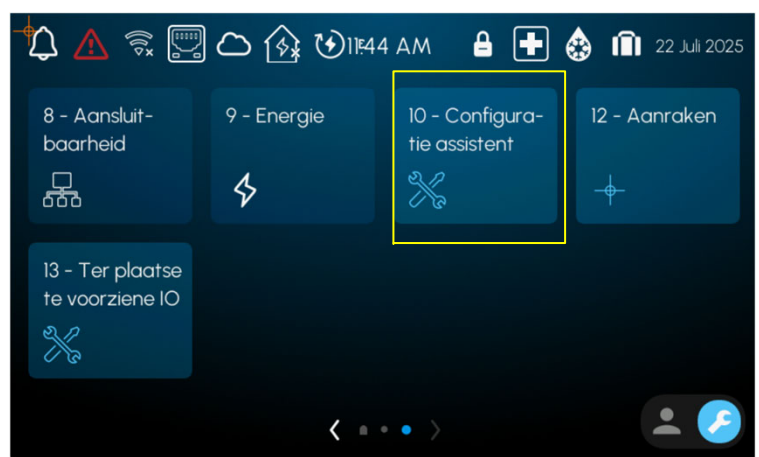 11:44 AM
22 Juli 2025
8 - Aansluit-
baarheid
9 - Energie
10 - Configura-
tie assistent
12 - Aanraken
13 - Ter plaatse
te voorziene IO